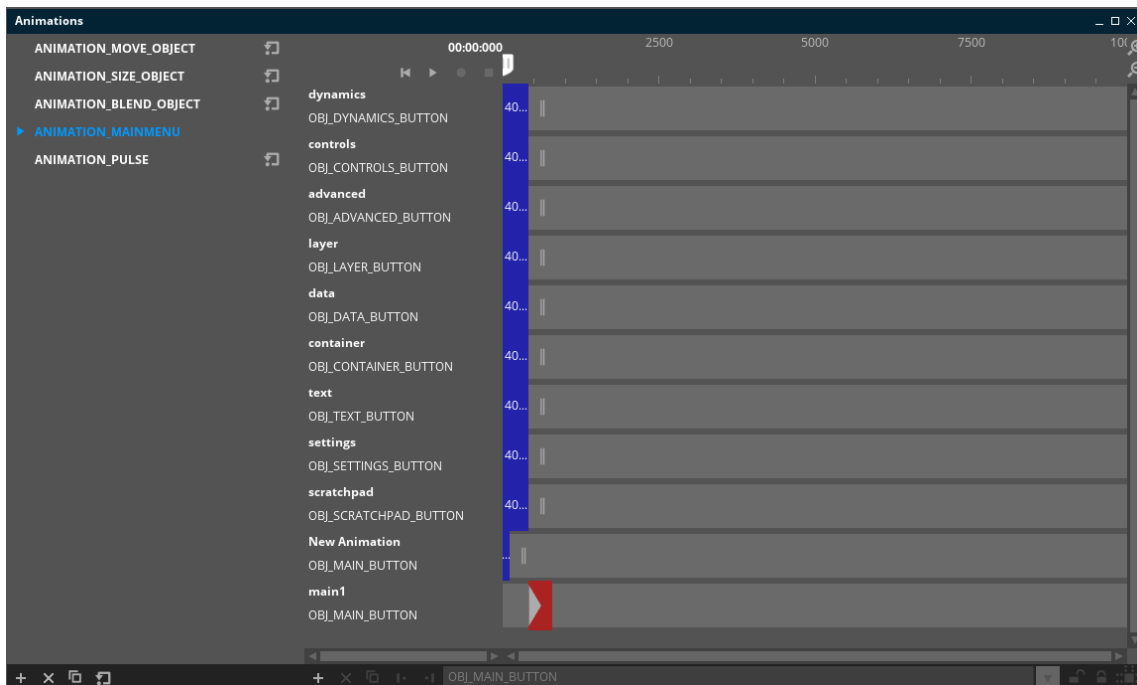 Animations
ANIMATION_MOVE_OBJECT
ANIMATION_SIZE_OBJECT
ANIMATION_BLEND_OBJECT
ANIMATION_MAINMENU
ANIMATION_PULSE
00:00:000
2500 5000 7500
dynamics
OBJ_DYNAMICS_BUTTON
40...
controls
OBJ_CONTROLS_BUTTON
40...
advanced
OBJ_ADVANCED_BUTTON
40...
layer
OBJ_LAYER_BUTTON
40...
data
OBJ_DATA_BUTTON
40...
container
OBJ_CONTAINER_BUTTON
40...
text
OBJ_TEXT_BUTTON
40...
settings
OBJ_SETTINGS_BUTTON
40...
scratchpad
OBJ_SCRATCHPAD_BUTTON
40...
New Animation
OBJ_MAIN_BUTTON
...
main1
OBJ_MAIN_BUTTON
OBJ_MAIN_BUTTON